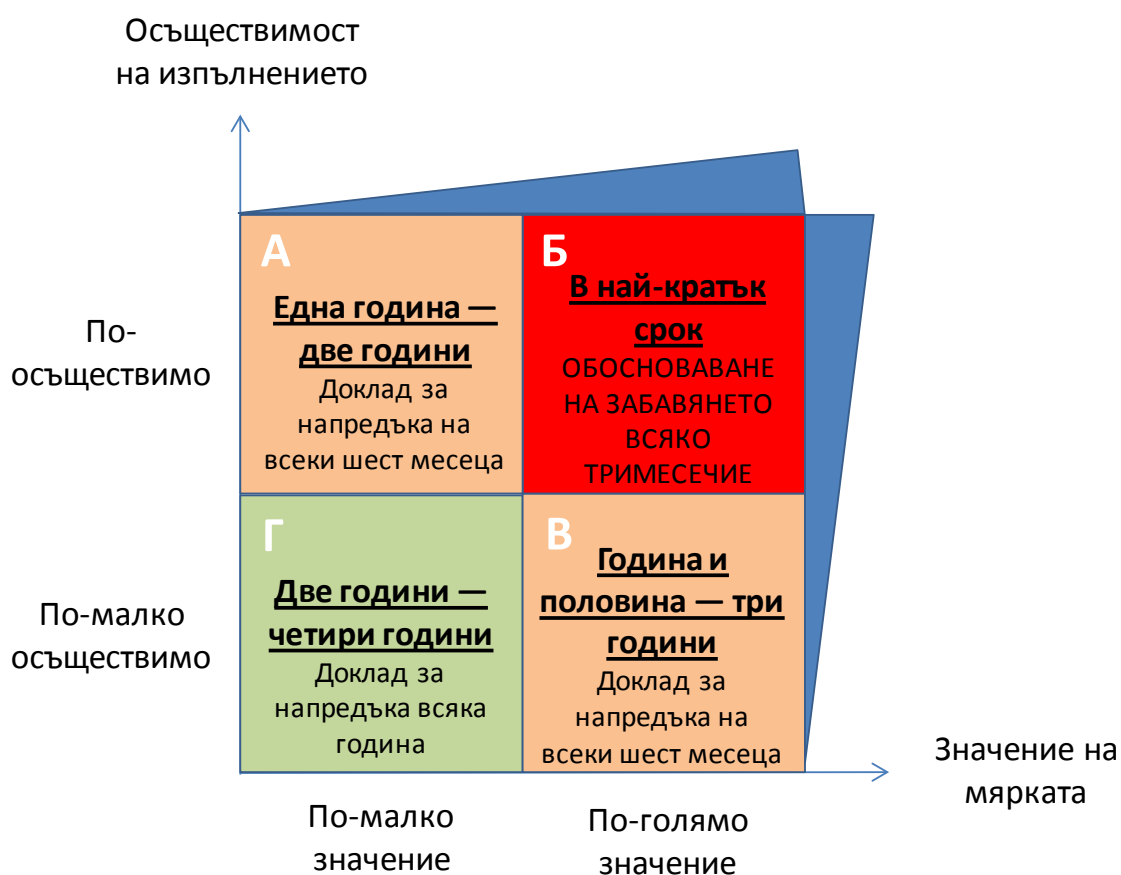 Осъществимост
на изпълнението
По-
осъществимо
А
Една година —
две години
Доклад за
напредъка на
всеки шест месеца
Б
В най-кратък
срок
ОБОСНОВАВАНЕ
НА ЗАБАВЯНЕТО
ВСЯКО
ТРИМЕСЕЧИЕ
По-малко
осъществимо
Г
Две години —
четири години
Доклад за
напредъка всяка
година
В
Година и
половина — три
години
Доклад за
напредъка на
всеки шест месеца
Значение на
мярката
По-малко
значение
По-голямо
значение